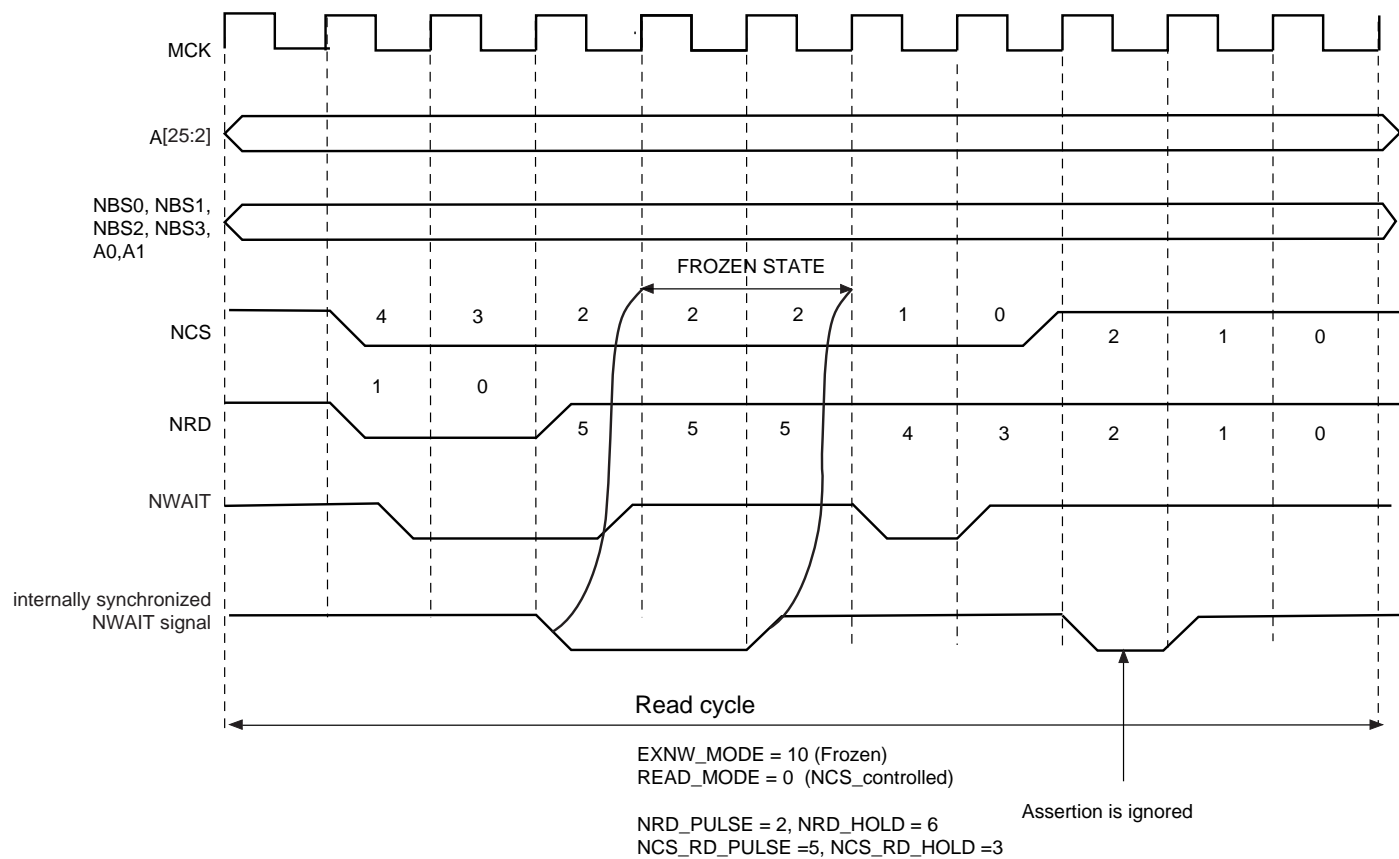 MCK
A[25:2]
NBS0, NBS1,
NBS2, NBS3,
A0,A1
FROZEN STATE
4 3 2 2 2 1 0
NCS
2 1 0
1 0
NRD
5 5 5 4 3 2 1 0
NWAIT
internally synchronized
NWAIT signal
Read cycle
EXNW_MODE = 10 (Frozen)
READ_MODE = 0 (NCS_controlled)
Assertion is ignored
NRD_PULSE = 2, NRD_HOLD = 6
NCS_RD_PULSE =5, NCS_RD_HOLD =3